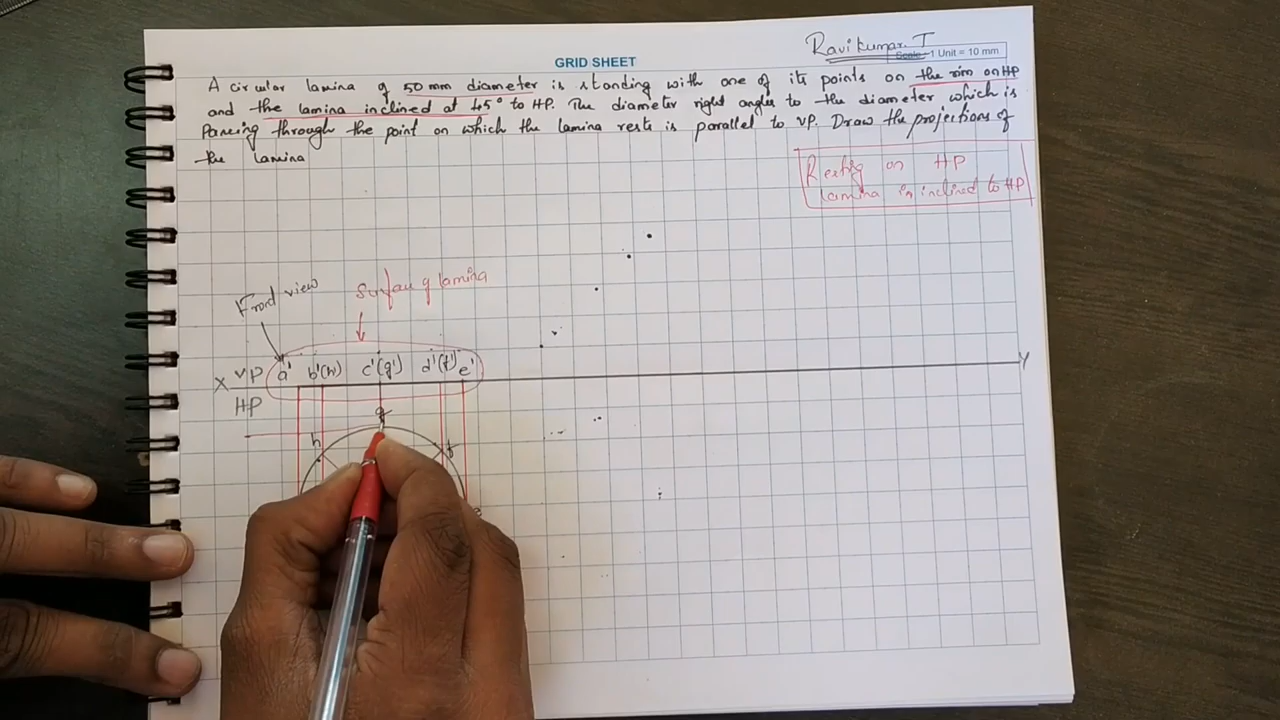 Ravikumar. T
GRID SHEET
Scale - 1 Unit = 10 mm
A circular lamina of 50 mm diameter is standing with one of its points on the rim on HP
and the lamina inclined at 45° to HP. The diameter right angles to the diameter which is
Passing through the point on which the lamina rests is parallel to VP. Draw the projections of
the lamina
Resting on HP
lamina is inclined to HP
Front view
Surface of lamina
X VP a' b'(h') c'(g') d'(f') e' Y
HP
g
h f
e